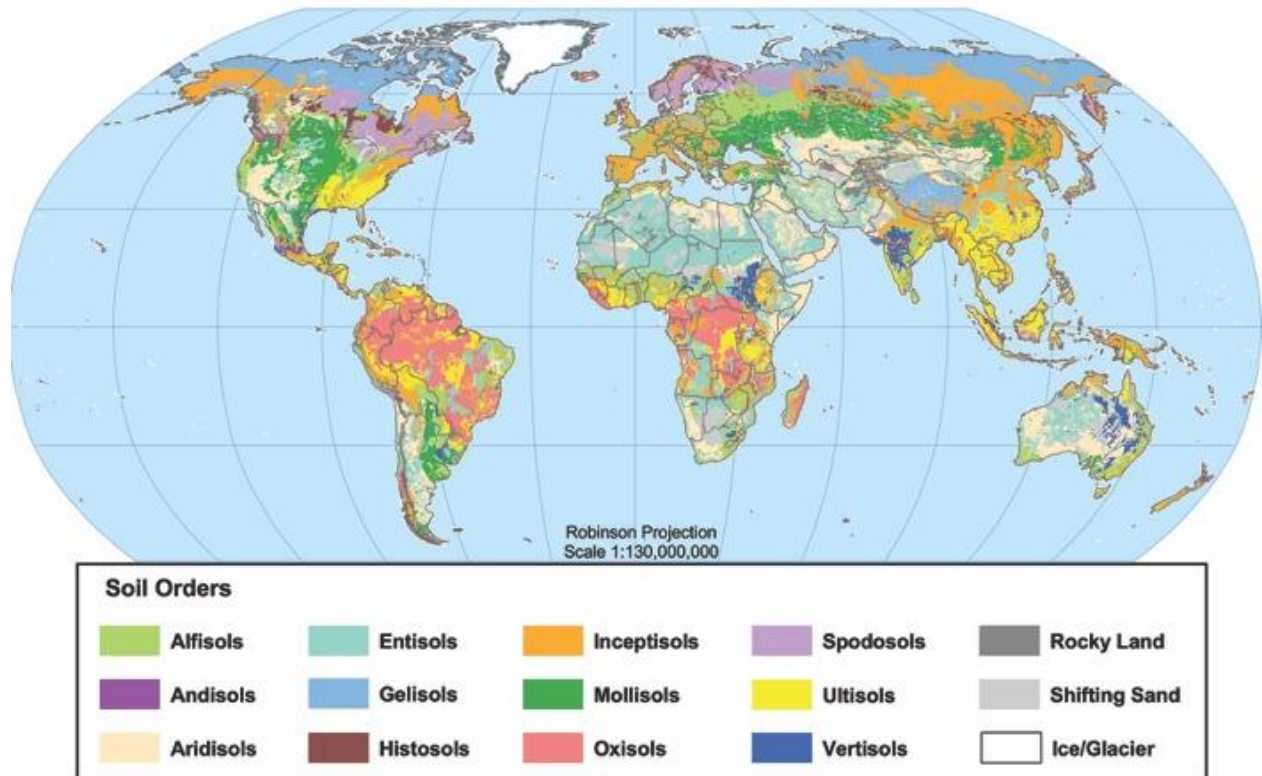 Robinson Projection
Scale 1:130,000,000
Soil Orders
Alfisols Entisols Inceptisols Spodosols Rocky Land
Andisols Gelisols Mollisols Ultisols Shifting Sand
Aridisols Histosols Oxisols Vertisols Ice/Glacier